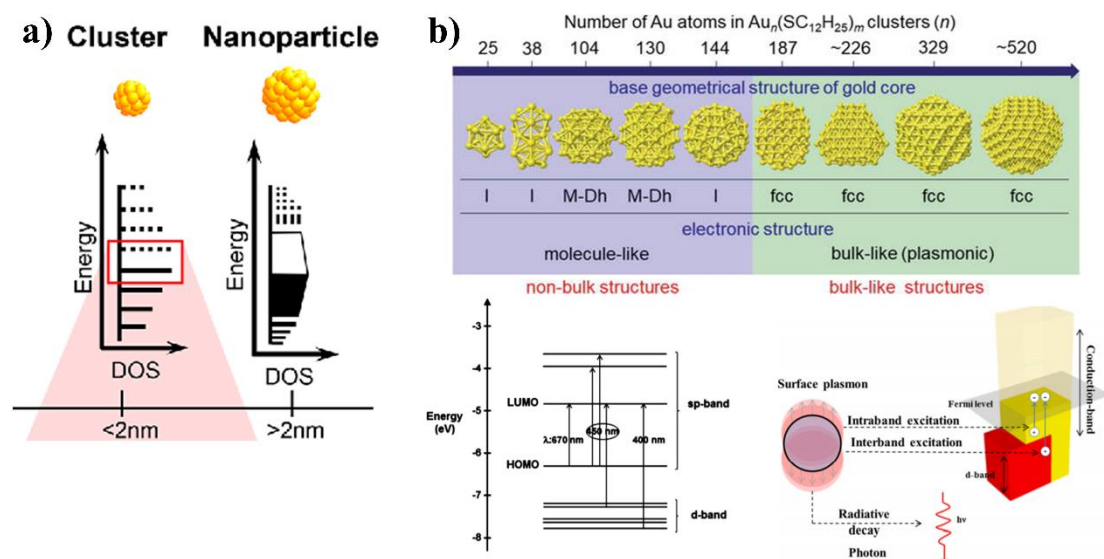 a)
Cluster Nanoparticle
Energy
DOS
Energy
DOS
<2nm >2nm
b)
Number of Au atoms in Auₙ(SC₁₂H₂₅)ₘ clusters (n)
25 38 104 130 144 187 ~226 329 ~520
base geometrical structure of gold core
I I M-Dh M-Dh I fcc fcc fcc fcc
electronic structure
molecule-like bulk-like (plasmonic)
non-bulk structures bulk-like structures
Energy
(eV)
-3
-4
-5
-6
-7
-8
LUMO
HOMO
λ:670 nm 450 nm 400 nm
sp-band
d-band
Surface plasmon
Intraband excitation
Interband excitation
Radiative
decay
Photon
hν
Fermi level
Conduction-band
d-band